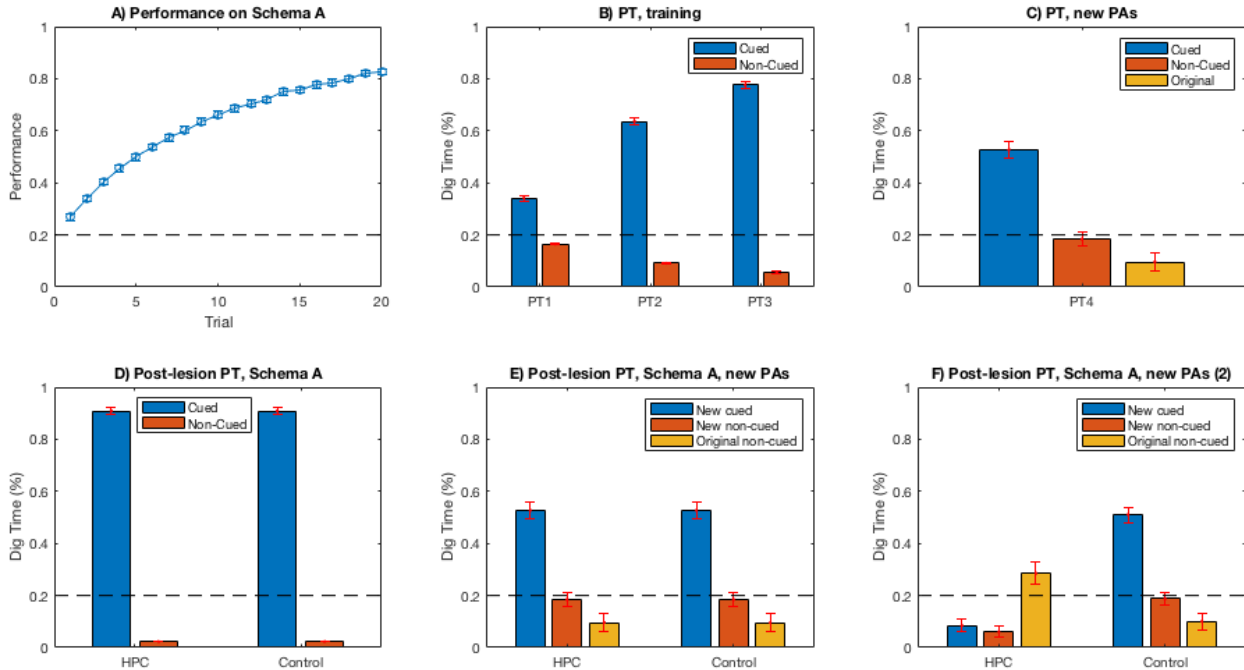 A) Performance on Schema A
1
0.8
0.6
0.4
0.2
0
Performance
0 5 10 15 20
Trial
B) PT, training
Cued
Non-Cued
1
0.8
0.6
0.4
0.2
0
Dig Time (%)
PT1 PT2 PT3
C) PT, new PAs
Cued
Non-Cued
Original
1
0.8
0.6
0.4
0.2
0
Dig Time (%)
PT4
D) Post-lesion PT, Schema A
Cued
Non-Cued
1
0.8
0.6
0.4
0.2
0
Dig Time (%)
HPC Control
E) Post-lesion PT, Schema A, new PAs
New cued
New non-cued
Original non-cued
1
0.8
0.6
0.4
0.2
0
Dig Time (%)
HPC Control
F) Post-lesion PT, Schema A, new PAs (2)
New cued
New non-cued
Original non-cued
1
0.8
0.6
0.4
0.2
0
Dig Time (%)
HPC Control